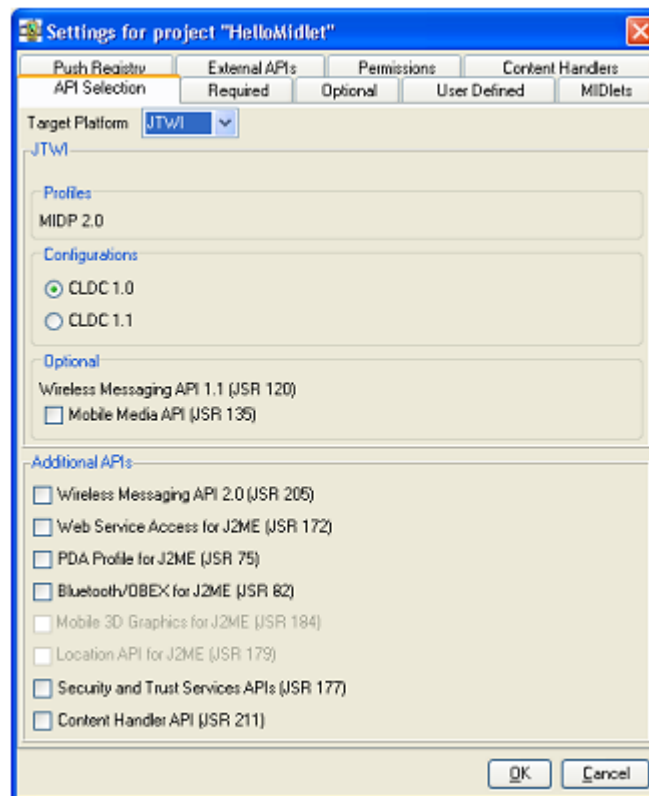 Settings for project "HelloMidlet"
Push Registry External APIs Permissions Content Handlers
API Selection Required Optional User Defined MIDlets
Target Platform JTWI
JTWI
Profiles
MIDP 2.0
Configurations
CLDC 1.0
CLDC 1.1
Optional
Wireless Messaging API 1.1 (JSR 120)
Mobile Media API (JSR 135)
Additional APIs
Wireless Messaging API 2.0 (JSR 205)
Web Service Access for J2ME (JSR 172)
PDA Profile for J2ME (JSR 75)
Bluetooth/OBEX for J2ME (JSR 82)
Mobile 3D Graphics for J2ME (JSR 184)
Location API for J2ME (JSR 179)
Security and Trust Services APIs (JSR 177)
Content Handler API (JSR 211)
OK Cancel